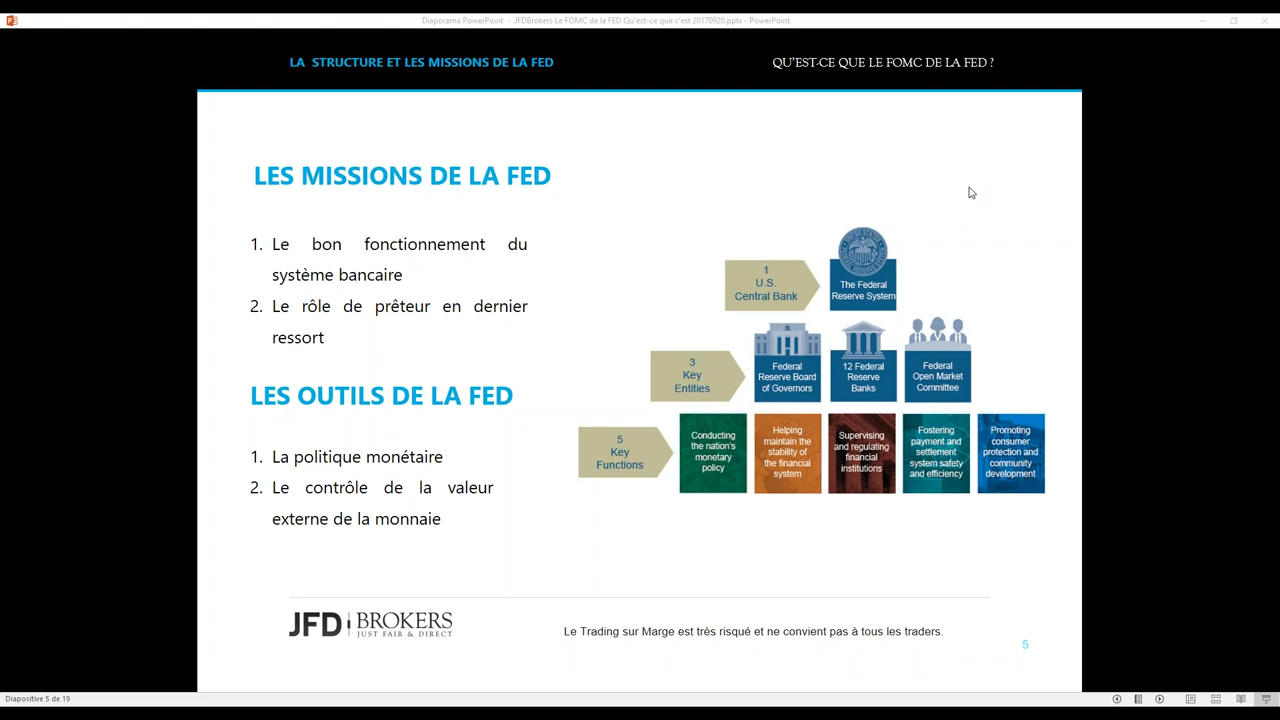 Diaporama PowerPoint - JFDBrokers Le FOMC de la FED Qu'est-ce que c'est 20170920.pptx - PowerPoint
LA STRUCTURE ET LES MISSIONS DE LA FED
QU'EST-CE QUE LE FOMC DE LA FED ?
LES MISSIONS DE LA FED
1. Le bon fonctionnement du
système bancaire
2. Le rôle de prêteur en dernier
ressort
LES OUTILS DE LA FED
1. La politique monétaire
2. Le contrôle de la valeur
externe de la monnaie
1
U.S.
Central Bank
The Federal
Reserve System
3
Key
Entities
Federal
Reserve Board
of Governors
12 Federal
Reserve
Banks
Federal
Open Market
Committee
5
Key
Functions
Conducting
the nation's
monetary
policy
Helping
maintain the
stability of
the financial
system
Supervising
and regulating
financial
institutions
Fostering
payment and
settlement
system safety
and efficiency
Promoting
consumer
protection and
community
development
JFD BROKERS
JUST FAIR & DIRECT
Le Trading sur Marge est très risqué et ne convient pas à tous les traders.
5
Diapositive 5 de 19